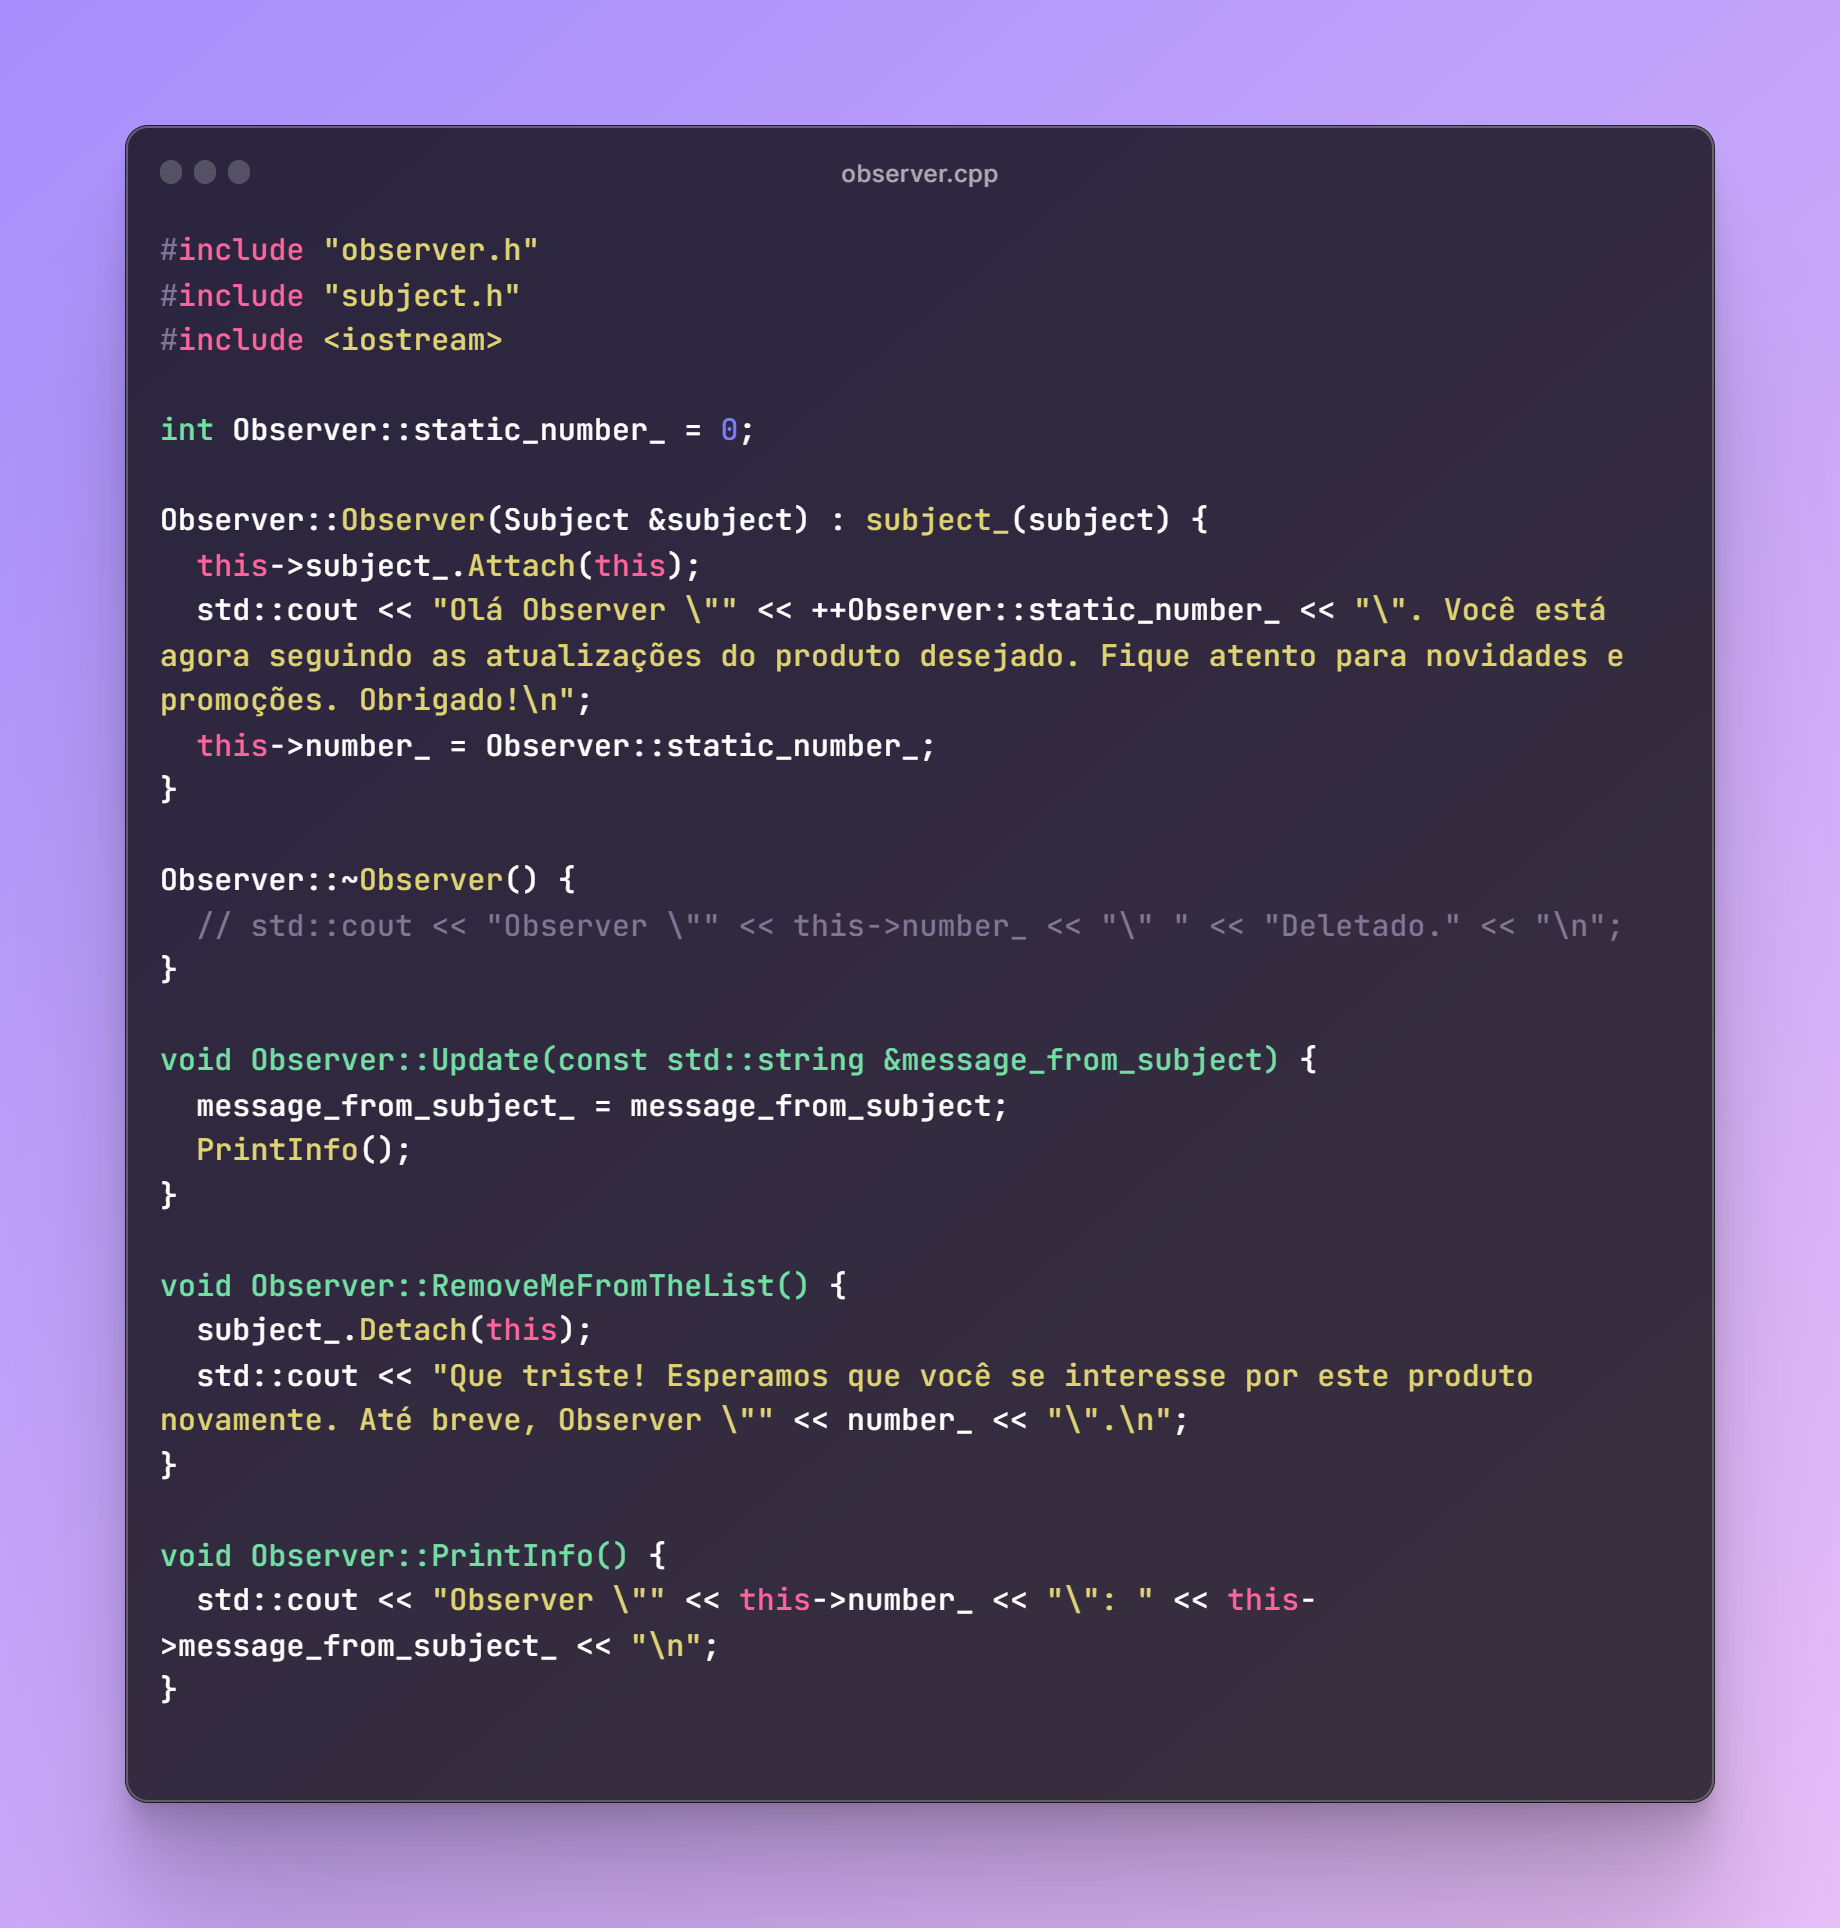 observer.cpp
#include "observer.h"
#include "subject.h"
#include <iostream>
int Observer::static_number_ = 0;
Observer::Observer(Subject &subject) : subject_(subject) {
  this->subject_.Attach(this);
  std::cout << "Olá Observer \"" << ++Observer::static_number_ << "\". Você está
agora seguindo as atualizações do produto desejado. Fique atento para novidades e
promoções. Obrigado!\n";
  this->number_ = Observer::static_number_;
}
Observer::~Observer() {
  // std::cout << "Observer \"" << this->number_ << "\" " << "Deletado." << "\n";
}
void Observer::Update(const std::string &message_from_subject) {
  message_from_subject_ = message_from_subject;
  PrintInfo();
}
void Observer::RemoveMeFromTheList() {
  subject_.Detach(this);
  std::cout << "Que triste! Esperamos que você se interesse por este produto
novamente. Até breve, Observer \"" << number_ << "\".\n";
}
void Observer::PrintInfo() {
  std::cout << "Observer \"" << this->number_ << "\": " << this-
>message_from_subject_ << "\n";
}